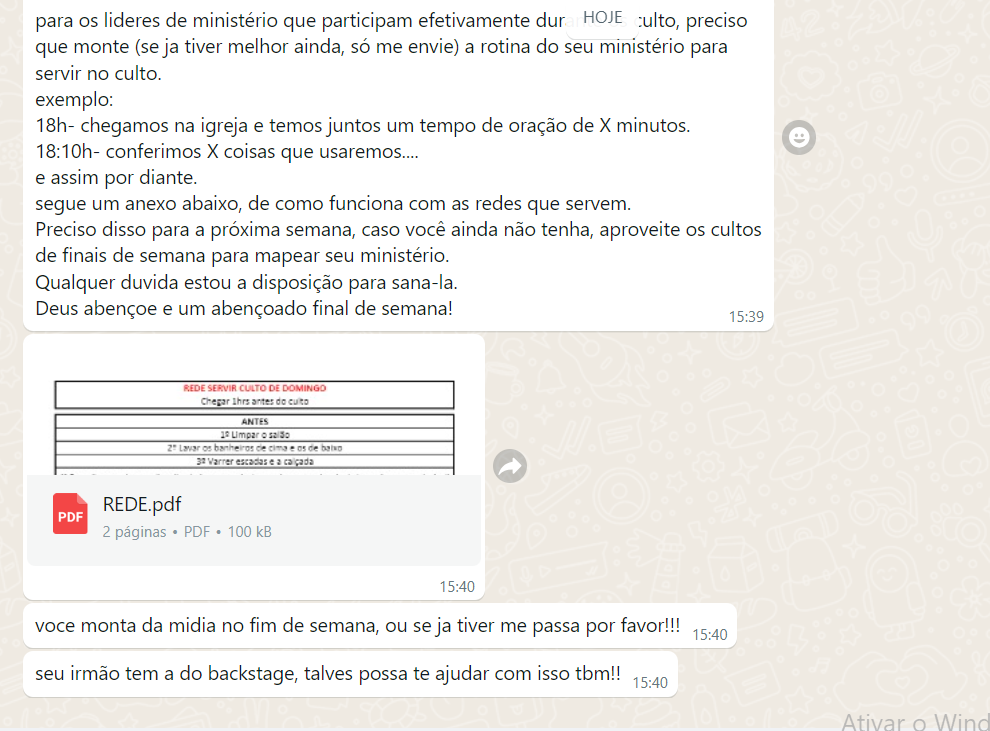 para os lideres de ministério que participam efetivamente culto, preciso
HOJE
que monte (se ja tiver melhor ainda, só me envie) a rotina do seu ministério para
servir no culto.
exemplo:
18h- chegamos na igreja e temos juntos um tempo de oração de X minutos.
18:10h- conferimos X coisas que usaremos....
e assim por diante.
segue um anexo abaixo, de como funciona com as redes que servem.
Preciso disso para a próxima semana, caso você ainda não tenha, aproveite os cultos
de finais de semana para mapear seu ministério.
Qualquer duvida estou a disposição para sana-la.
Deus abençoe e um abençoado final de semana!
15:39
REDE SERVIR CULTO DE DOMINGO
Chegar 1hrs antes do culto
ANTES
1º Limpar o salão
2º Lavar os banheiros de cima e os de baixo
3º Varrer escadas e a calçada
PDF
REDE.pdf
2 páginas • PDF • 100 kB
15:40
voce monta da midia no fim de semana, ou se ja tiver me passa por favor!!!
15:40
seu irmão tem a do backstage, talves possa te ajudar com isso tbm!!
15:40
Ativar o Wind